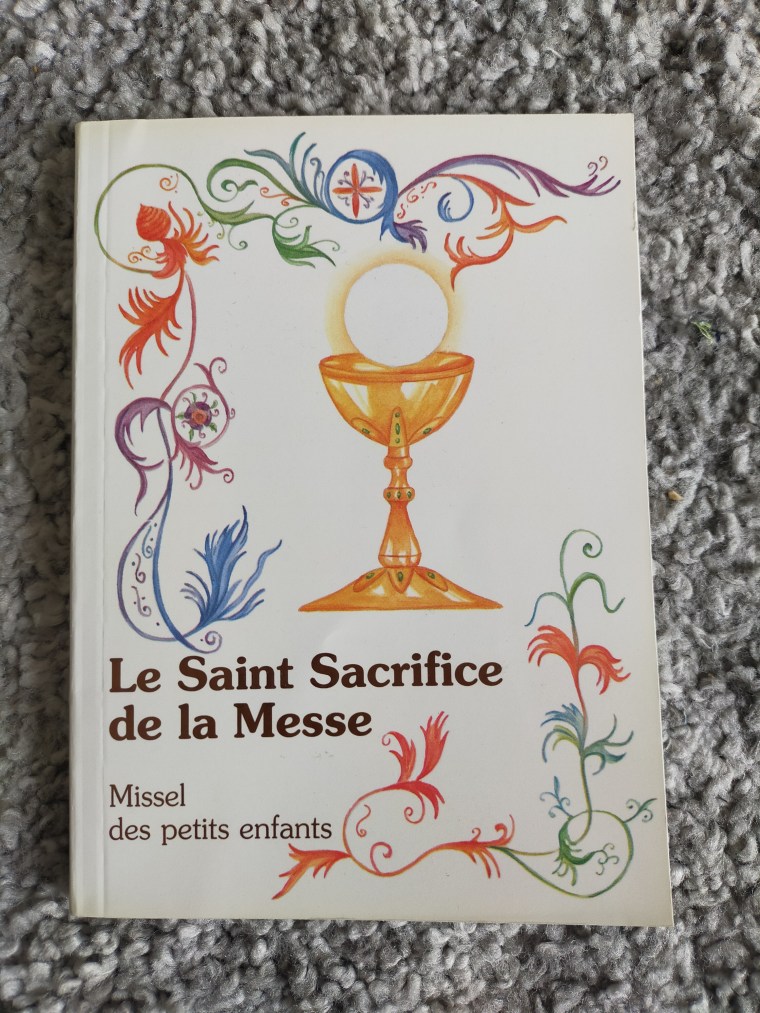 Le Saint Sacrifice
de la Messe
Missel
des petits enfants